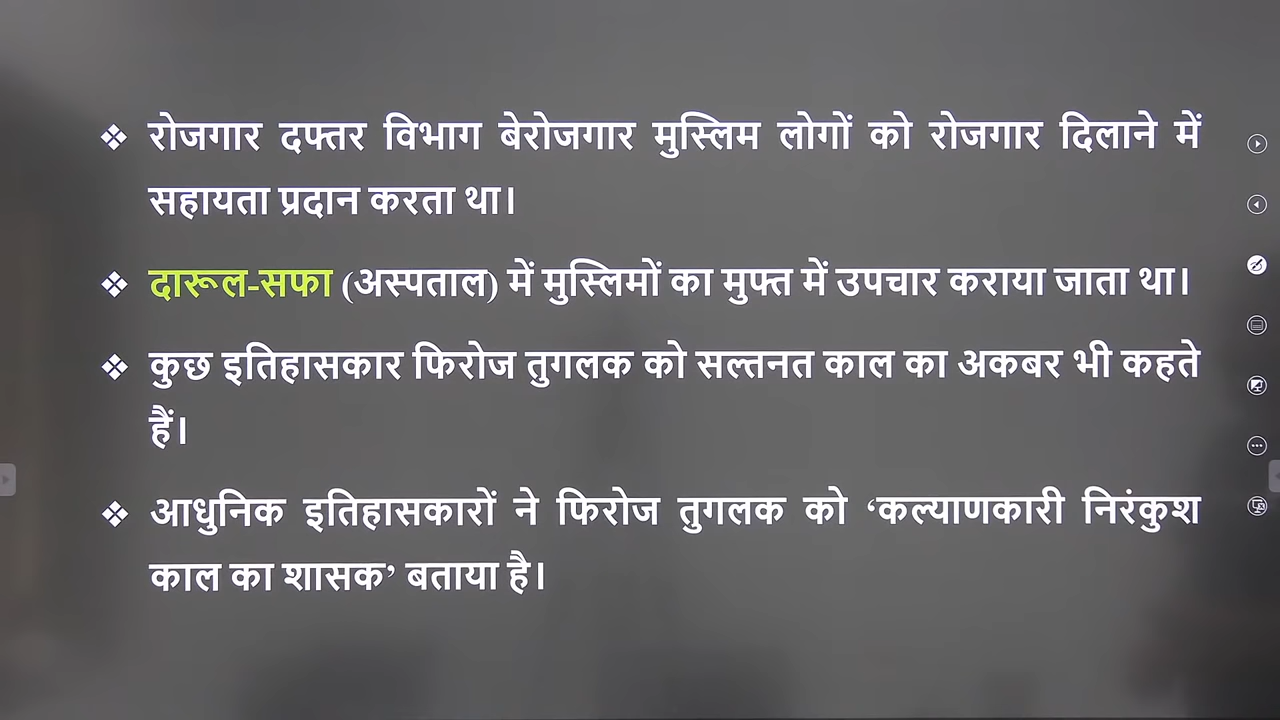 ❖ रोजगार दफ्तर विभाग बेरोजगार मुस्लिम लोगों को रोजगार दिलाने में
सहायता प्रदान करता था।
❖ दारूल-सफा (अस्पताल) में मुस्लिमों का मुफ्त में उपचार कराया जाता था।
❖ कुछ इतिहासकार फिरोज तुगलक को सल्तनत काल का अकबर भी कहते
हैं।
❖ आधुनिक इतिहासकारों ने फिरोज तुगलक को ‘कल्याणकारी निरंकुश
काल का शासक’ बताया है।